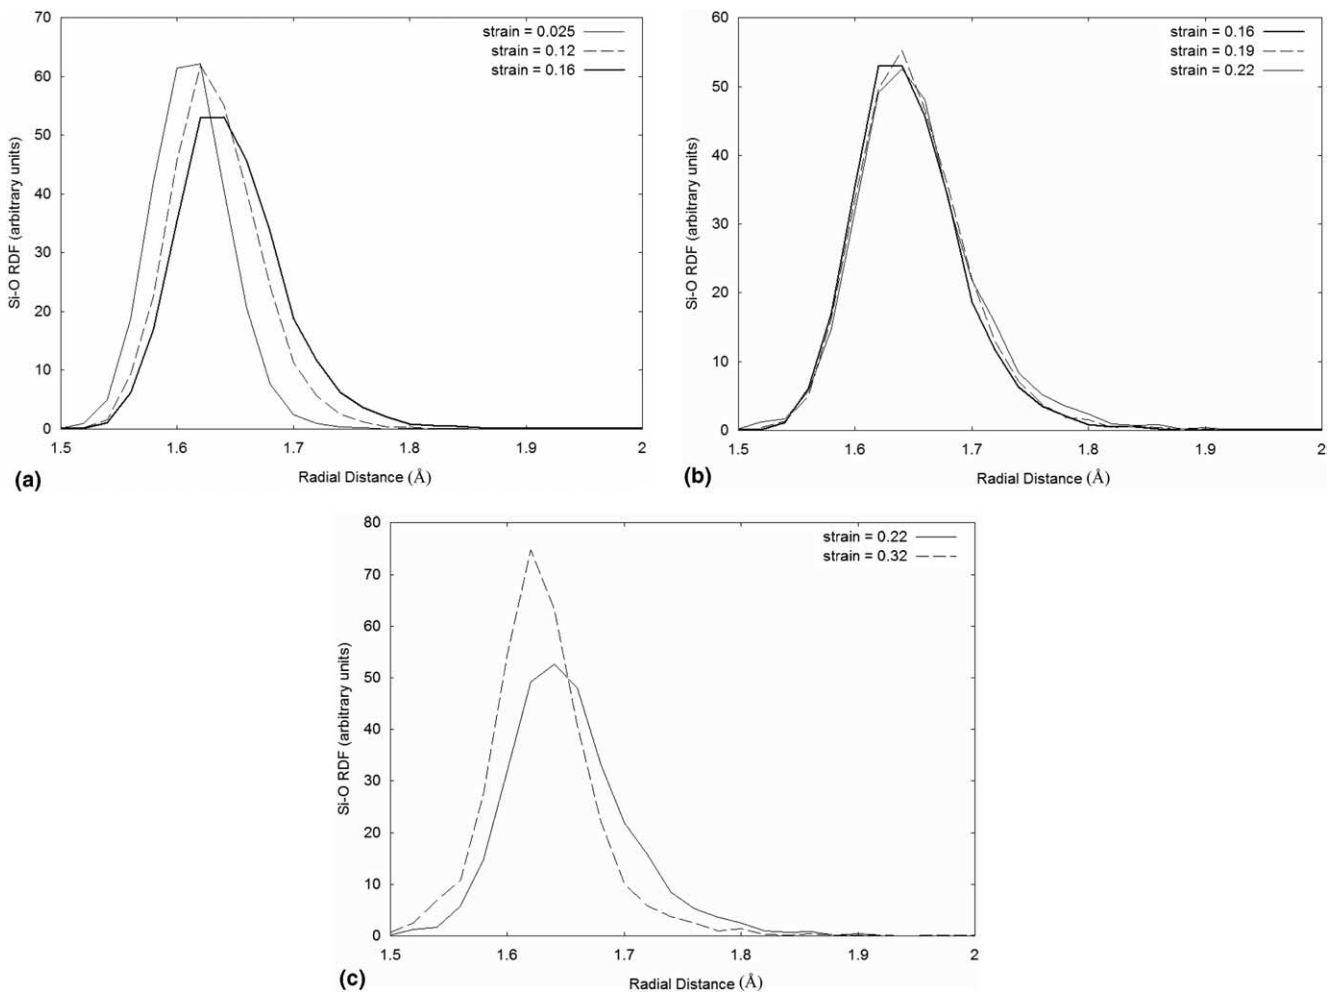 70
60
50
40
30
20
10
0
Si-O RDF (arbitrary units)
strain = 0.025
strain = 0.12
strain = 0.16
1.5 1.6 1.7 1.8 1.9 2
Radial Distance (Å)
(a)
60
50
40
30
20
10
0
Si-O RDF (arbitrary units)
strain = 0.16
strain = 0.19
strain = 0.22
1.5 1.6 1.7 1.8 1.9 2
Radial Distance (Å)
(b)
80
70
60
50
40
30
20
10
0
Si-O RDF (arbitrary units)
strain = 0.22
strain = 0.32
1.5 1.6 1.7 1.8 1.9 2
Radial Distance (Å)
(c)